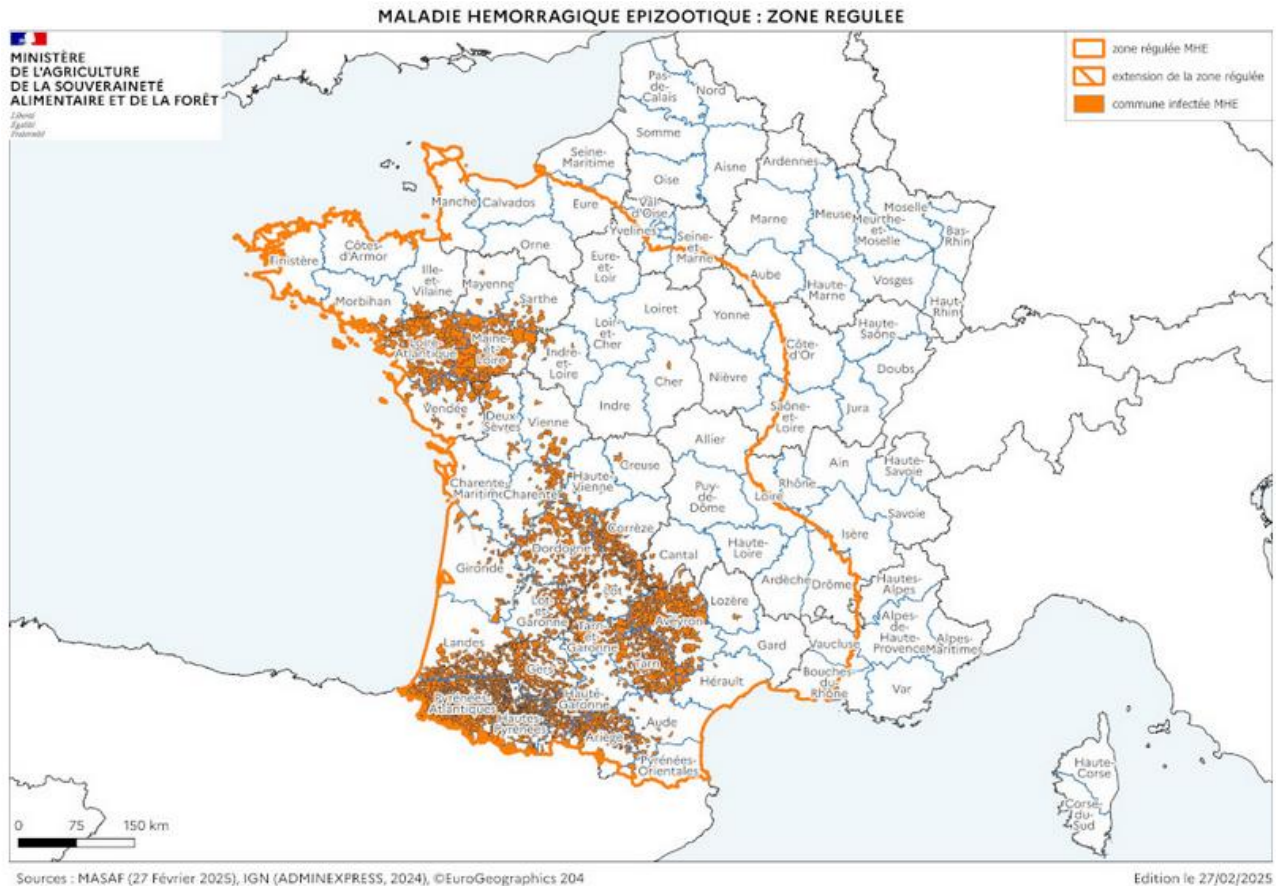 MALADIE HEMORRAGIQUE EPIZOOTIQUE : ZONE REGULEE
MINISTÈRE
DE L'AGRICULTURE
DE LA SOUVERAINETÉ
ALIMENTAIRE ET DE LA FORÊT
Liberté
Égalité
Fraternité
zone régulée MHE
extension de la zone régulée
commune infectée MHE
Pas-
de-
Calais
Nord
Somme
Seine-
Maritime
Aisne
Ardennes
Oise
Manche
Calvados
Eure
Val-
d'Oise
Yvelines
Seine-
et-
Marne
Marne
Meuse
Moselle
Meurthe-
et-
Moselle
Bas-
Rhin
Finistère
Côtes-
d'Armor
Ille-
et-
Vilaine
Orne
Mayenne
Eure-
et-
Loir
Aube
Haute-
Marne
Vosges
Haut-
Rhin
Morbihan
Sarthe
Loiret
Yonne
Haute-
Saône
Loire-
Atlantique
Maine-
et-
Loire
Indre-
et-
Loire
Loir-
et-
Cher
Cher
Nièvre
Côte-
d'Or
Doubs
Vendée
Deux-
Sèvres
Vienne
Indre
Saône-
et-
Loire
Jura
Allier
Charente-
Maritime
Charente
Haute-
Vienne
Creuse
Puy-
de-
Dôme
Loire
Rhône
Ain
Haute-
Savoie
Savoie
Isère
Corrèze
Dordogne
Cantal
Haute-
Loire
Gironde
Lot
Ardèche
Drôme
Hautes-
Alpes
Lot-
et-
Garonne
Aveyron
Lozère
Landes
Tarn-
et-
Garonne
Gard
Vaucluse
Alpes-
de-
Haute-
Provence
Alpes-
Maritimes
Gers
Tarn
Hérault
Bouches-
du-
Rhône
Var
Pyrénées-
Atlantiques
Hautes-
Pyrénées
Haute-
Garonne
Ariège
Aude
Pyrénées-
Orientales
Haute-
Corse
Corse-
du-
Sud
0 75 150 km
Sources : MASAF (27 Février 2025), IGN (ADMINEXPRESS, 2024), ©EuroGeographics 204
Edition le 27/02/2025